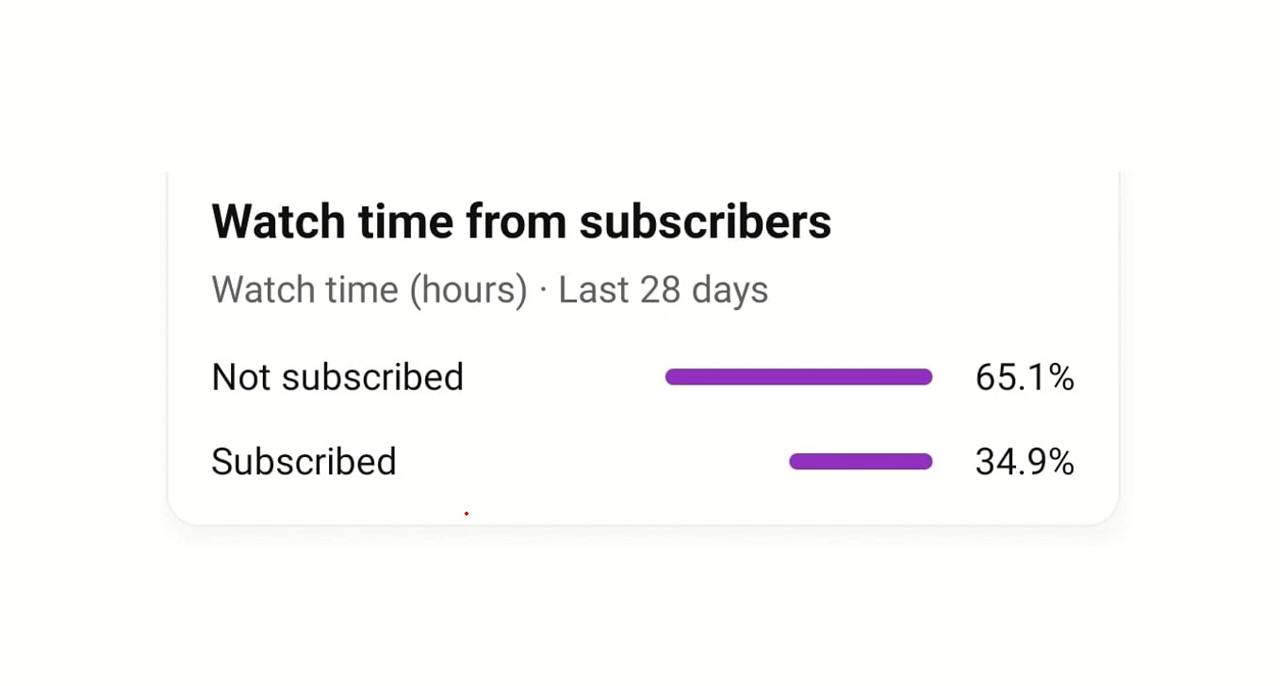 Watch time from subscribers
Watch time (hours) · Last 28 days
Not subscribed 65.1%
Subscribed 34.9%